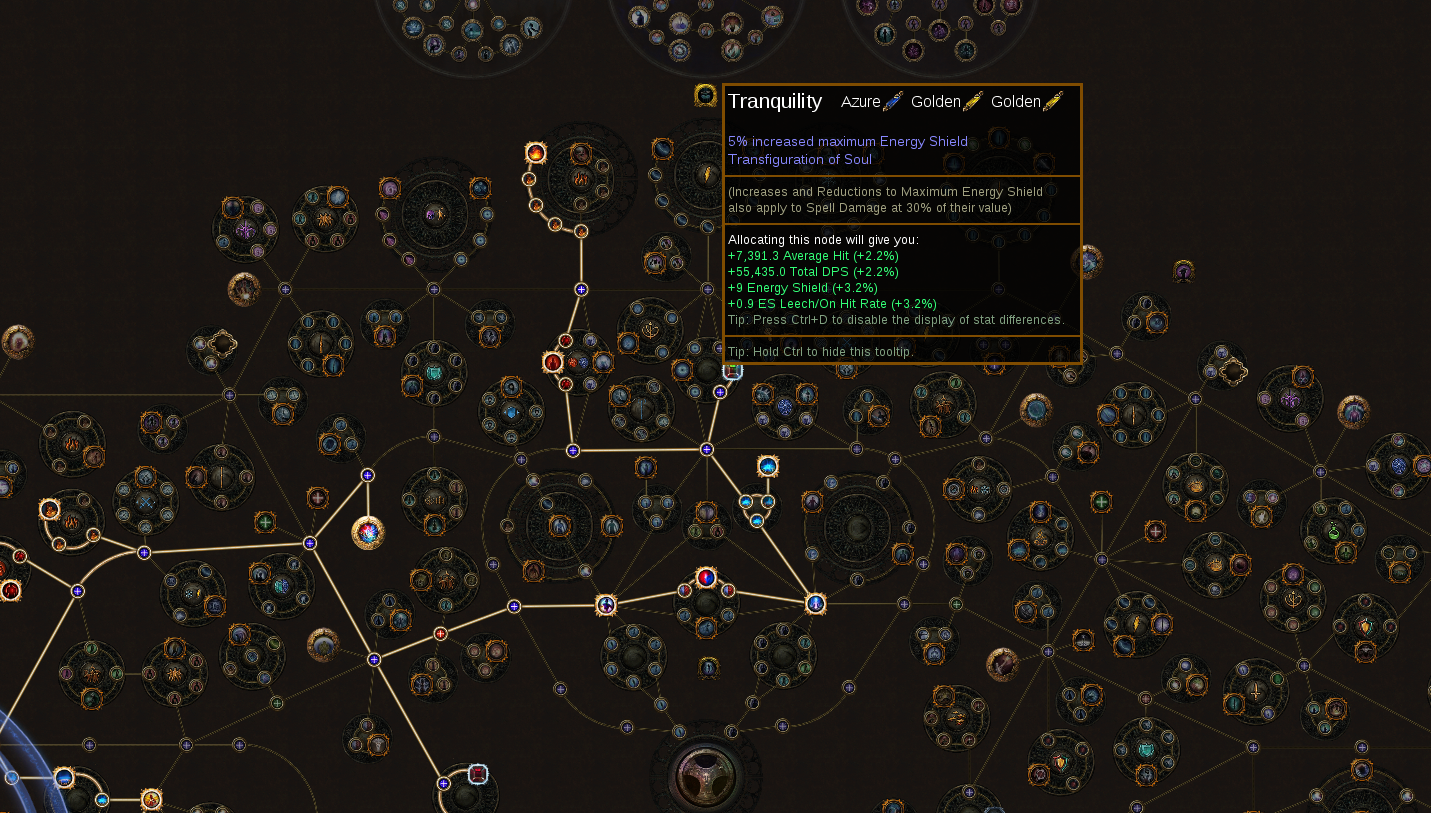 Tranquility Azure Golden Golden
5% increased maximum Energy Shield
Transfiguration of Soul
(Increases and Reductions to Maximum Energy Shield
also apply to Spell Damage at 30% of their value)
Allocating this node will give you:
+7,391.3 Average Hit (+2.2%)
+55,435.0 Total DPS (+2.2%)
+9 Energy Shield (+3.2%)
+0.9 ES Leech/On Hit Rate (+3.2%)
Tip: Press Ctrl+D to disable the display of stat differences.
Tip: Hold Ctrl to hide this tooltip.